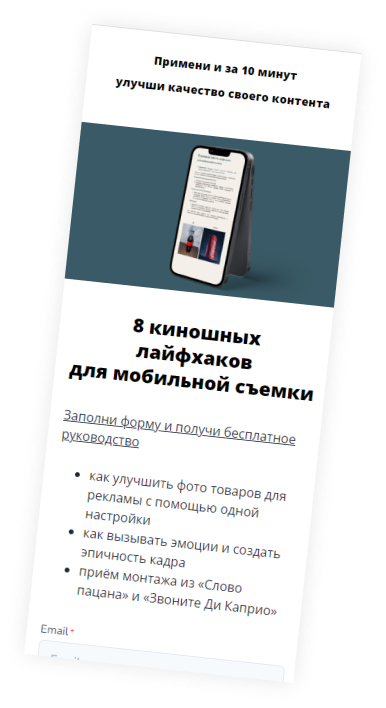 Примени и за 10 минут
улучши качество своего контента
8 киношных
лайфхаков
для мобильной съемки
Заполни форму и получи бесплатное
руководство
как улучшить фото товаров для
рекламы с помощью одной
настройки
как вызывать эмоции и создать
эпичность кадра
приём монтажа из «Слово
пацана» и «Звоните Ди Каприо»
Email *